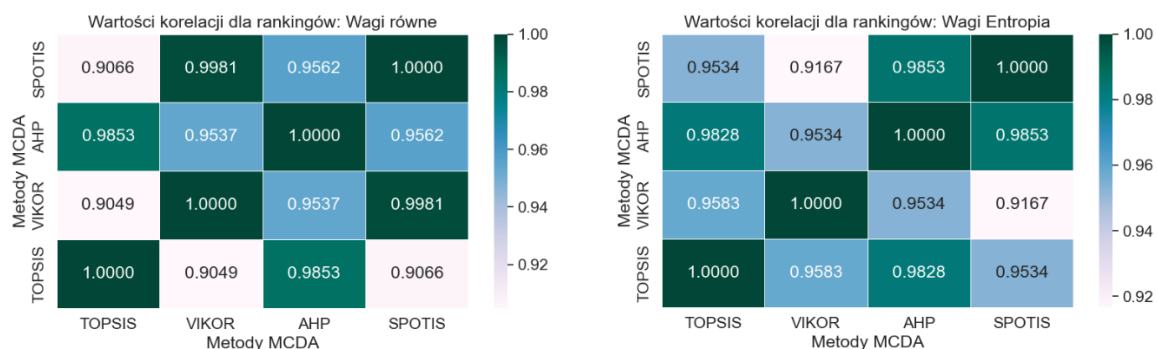 Wartości korelacji dla rankingów: Wagi równe
SPOTIS 0.9066 0.9981 0.9562 1.0000
AHP 0.9853 0.9537 1.0000 0.9562
VIKOR 0.9049 1.0000 0.9537 0.9981
TOPSIS 1.0000 0.9049 0.9853 0.9066
Metody MCDA
TOPSIS VIKOR AHP SPOTIS
Metody MCDA
1.00
0.98
0.96
0.94
0.92
Wartości korelacji dla rankingów: Wagi Entropia
SPOTIS 0.9534 0.9167 0.9853 1.0000
AHP 0.9828 0.9534 1.0000 0.9853
VIKOR 0.9583 1.0000 0.9534 0.9167
TOPSIS 1.0000 0.9583 0.9828 0.9534
Metody MCDA
TOPSIS VIKOR AHP SPOTIS
Metody MCDA
1.00
0.98
0.96
0.94
0.92